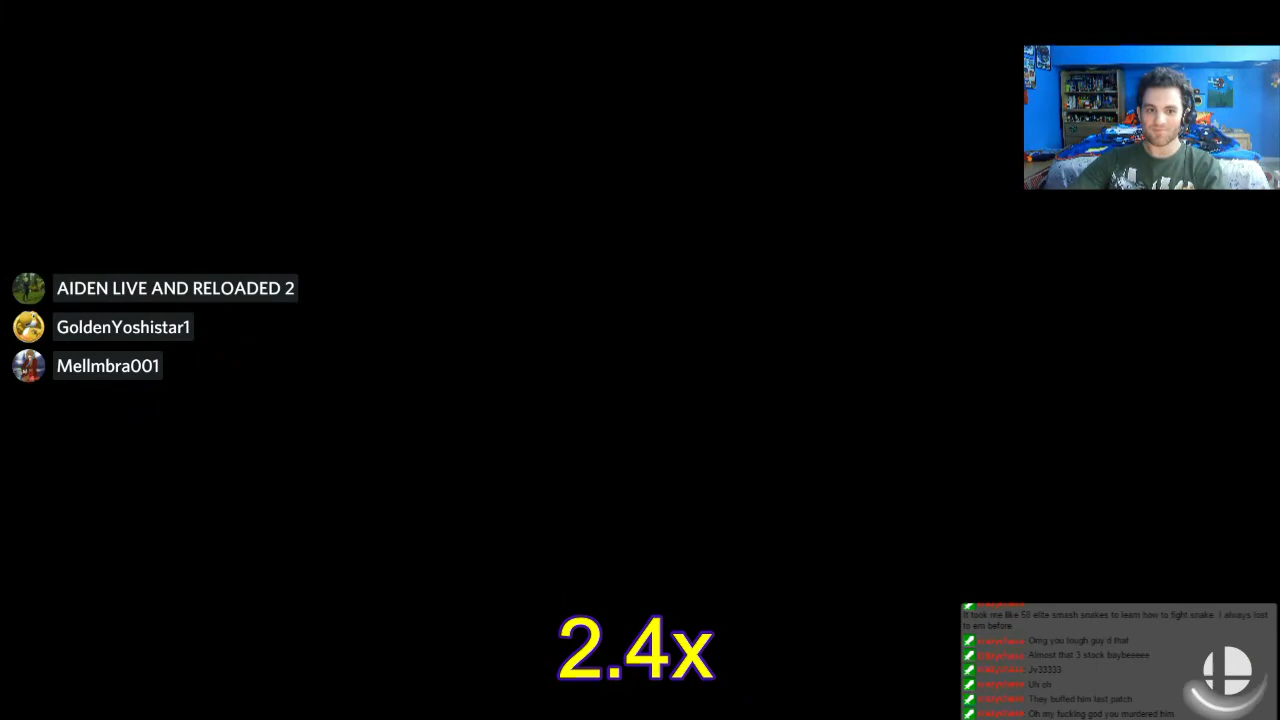 AIDEN LIVE AND RELOADED 2
GoldenYoshistar1
Mellmbra001
2.4x
It took me like 50 elite smash snakes to learn how to fight snake. I always lost
to em before
Omg you tough guy'd that
Almost that 3 stock baybeeeee
Jv33333
Uh oh
They buffed him last patch
Oh my fucking god you murdered him